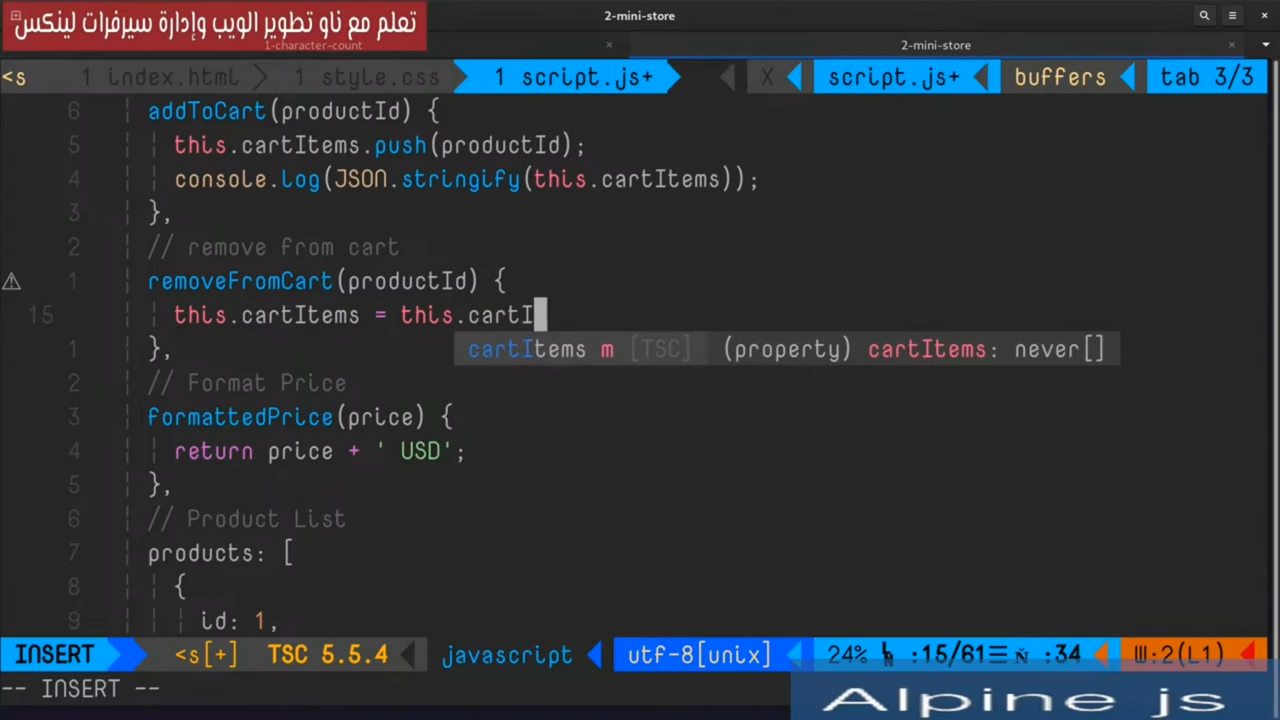 2-mini-store
تعلم مع ناو تطوير الويب وإدارة سيرفرات لينكس
1-character-count
2-mini-store
<s 1 index.html 1 style.css 1 script.js+ X script.js+ buffers tab 3/3
6 addToCart(productId) {
5 this.cartItems.push(productId);
4 console.log(JSON.stringify(this.cartItems));
3 },
2 // remove from cart
1 removeFromCart(productId) {
15 this.cartItems = this.cartI
cartItems m [TSC] (property) cartItems: never[]
1 },
2 // Format Price
3 formattedPrice(price) {
4 return price + ' USD';
5 },
6 // Product List
7 products: [
8 {
9 id: 1,
INSERT <s[+] TSC 5.5.4 javascript utf-8[unix] 24% :15/61 :34 W:2(L1)
-- INSERT --
Alpine js